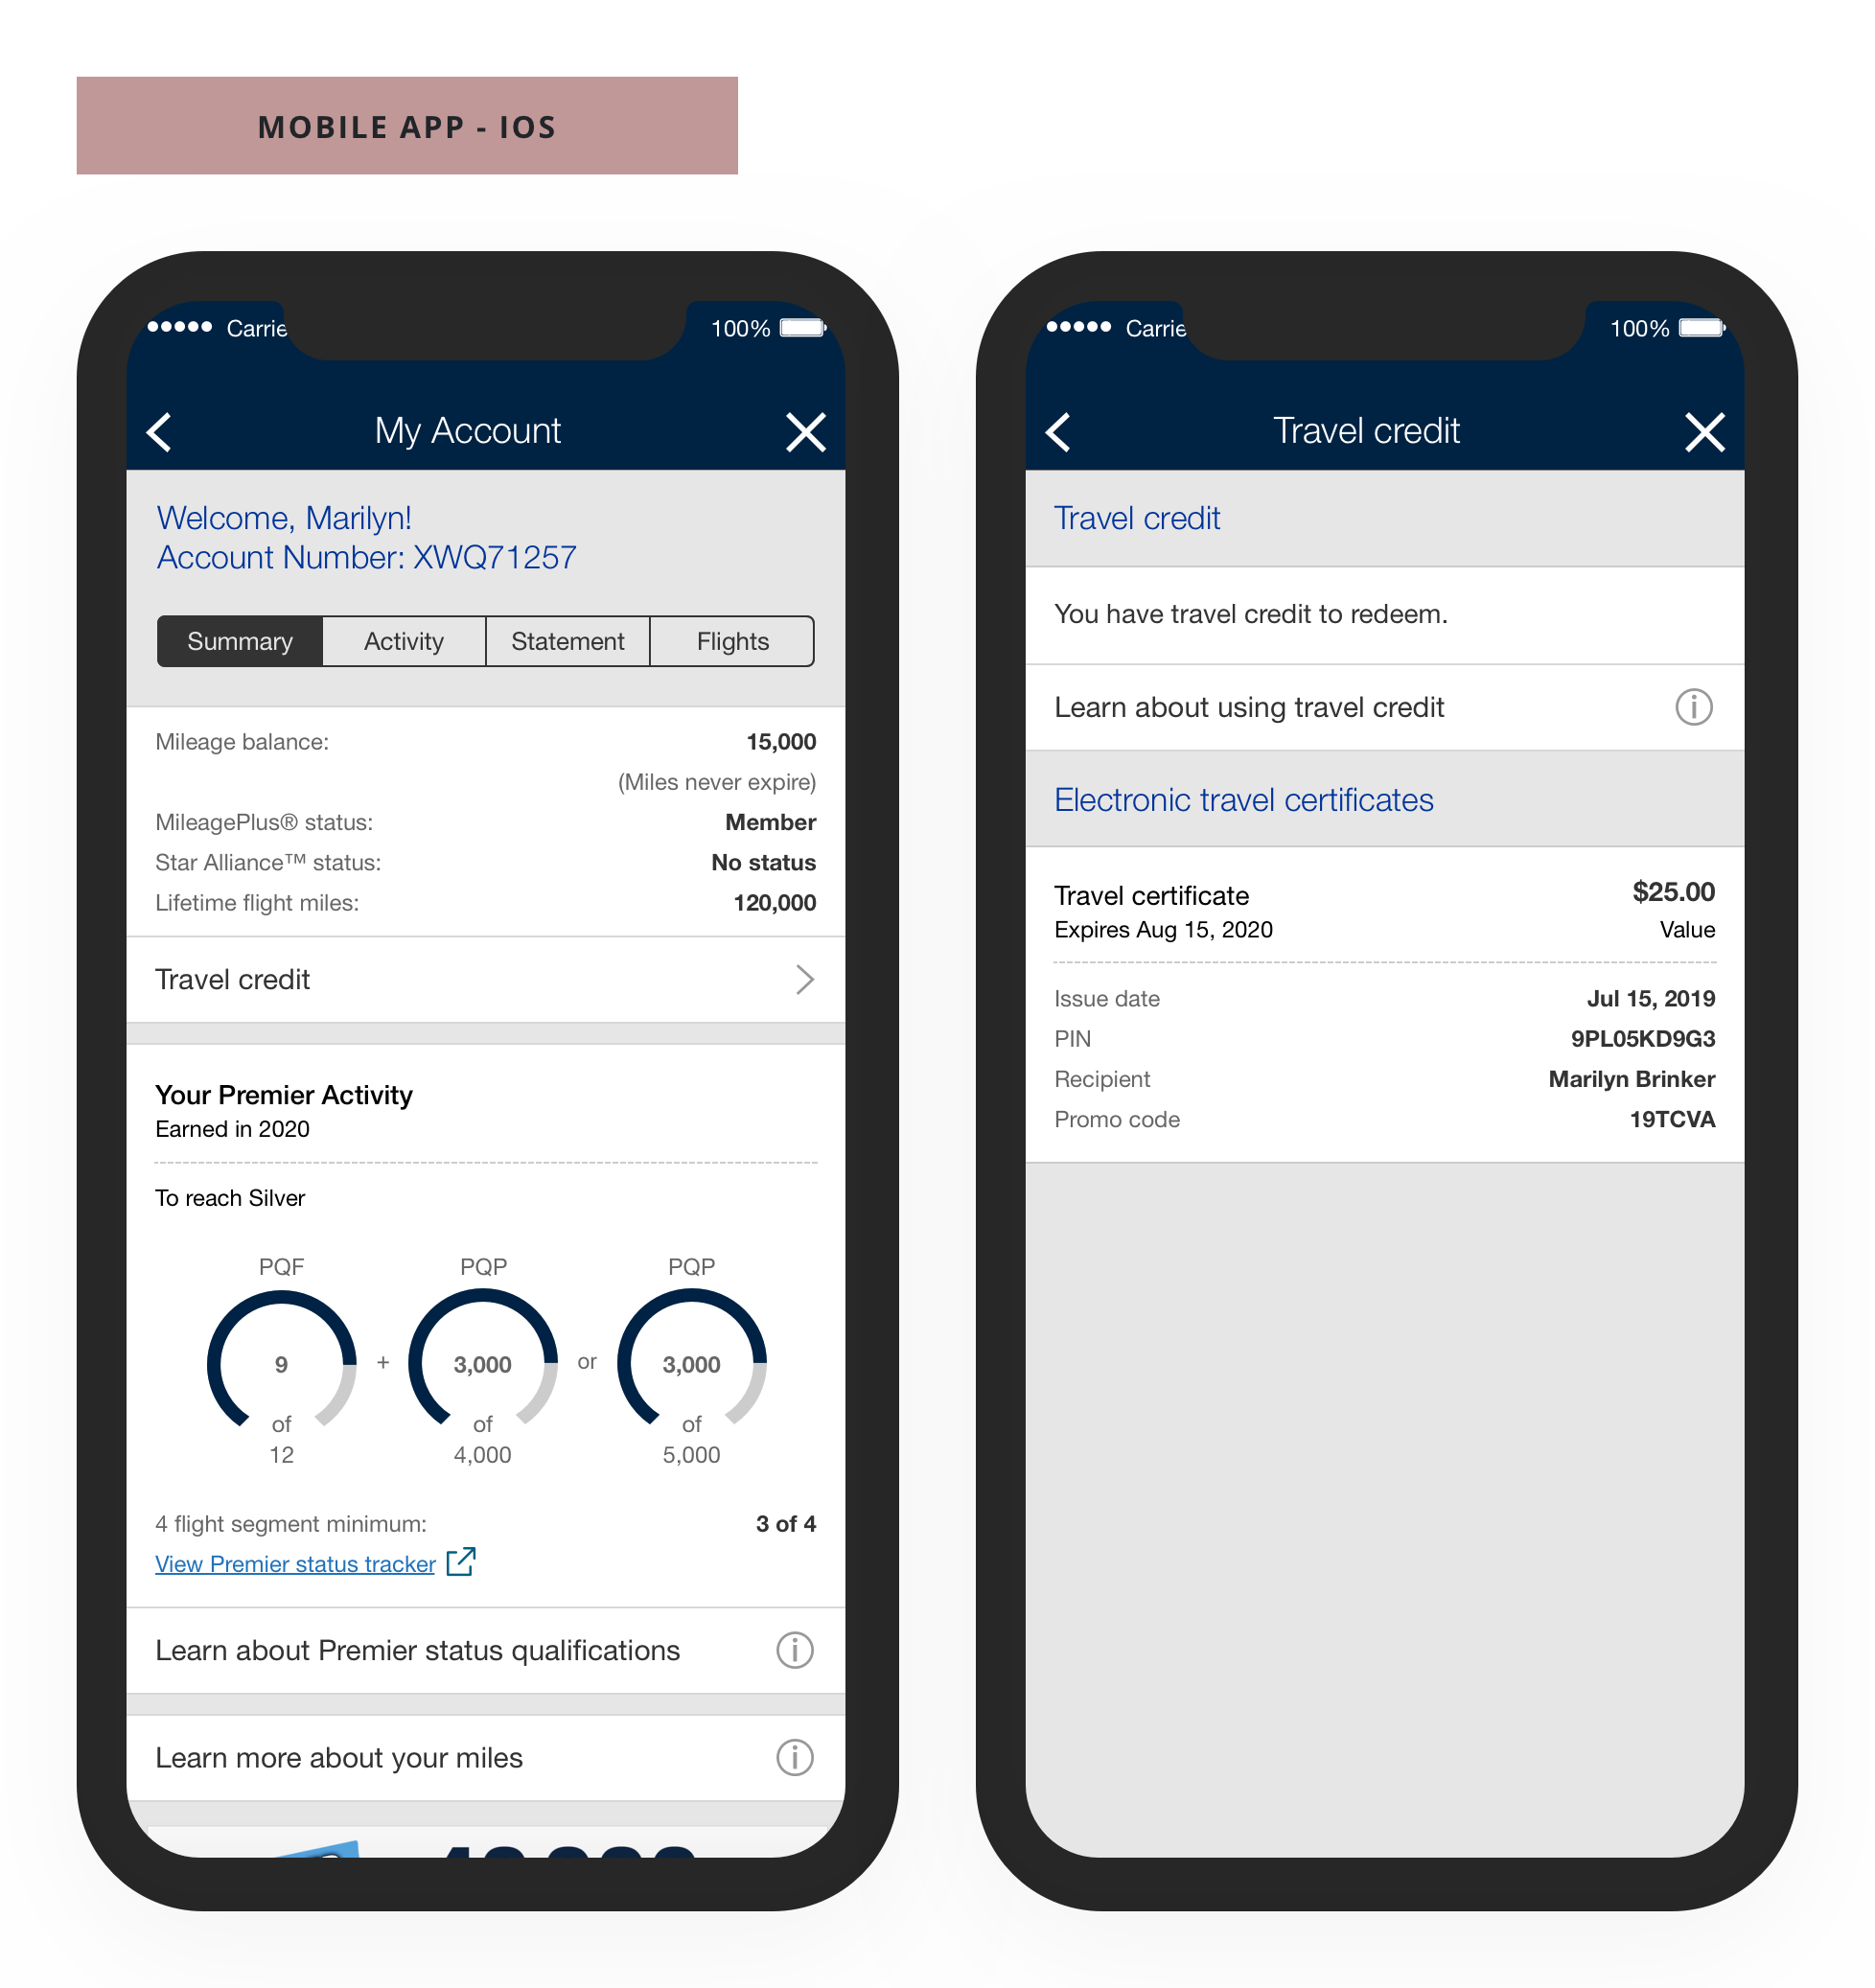 MOBILE APP - IOS
Carrie
100%
My Account
Welcome, Marilyn!
Account Number: XWQ71257
Summary Activity Statement Flights
Mileage balance: 15,000
(Miles never expire)
MileagePlus® status: Member
Star Alliance™ status: No status
Lifetime flight miles: 120,000
Travel credit
Your Premier Activity
Earned in 2020
To reach Silver
PQF PQP PQP
9 + 3,000 or 3,000
of of of
12 4,000 5,000
4 flight segment minimum: 3 of 4
View Premier status tracker
Learn about Premier status qualifications
Learn more about your miles
Carrie
100%
Travel credit
Travel credit
You have travel credit to redeem.
Learn about using travel credit
Electronic travel certificates
Travel certificate $25.00
Expires Aug 15, 2020 Value
Issue date Jul 15, 2019
PIN 9PL05KD9G3
Recipient Marilyn Brinker
Promo code 19TCVA